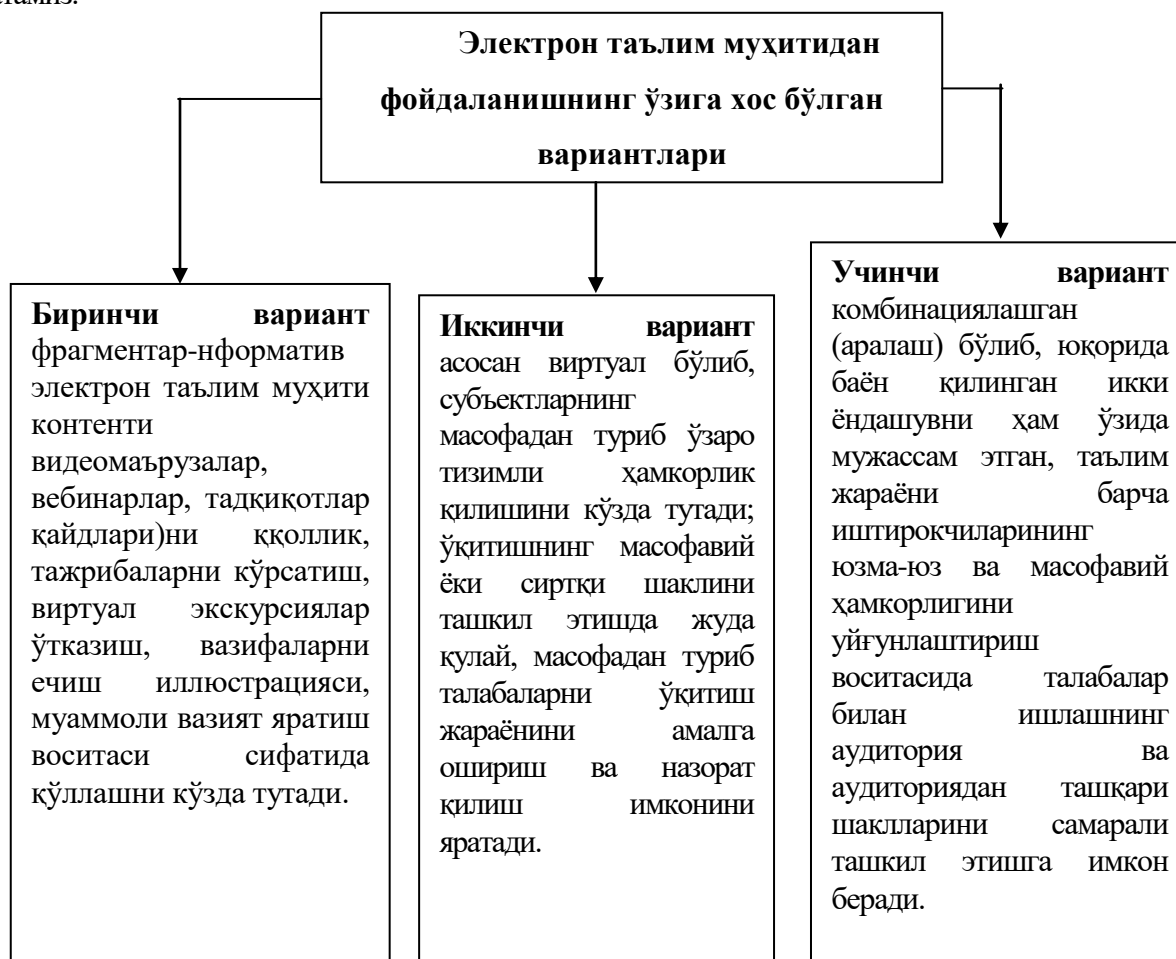 Электрон таълим муҳитидан
фойдаланишнинг ўзига хос бўлган
вариантлари
Биринчи вариант
фрагментар-нформатив
электрон таълим муҳити
контенти
видеомаърузалар,
вебинарлар, тадқиқотлар
қайдлари)ни ққоллик,
тажрибаларни кўрсатиш,
виртуал экскурсиялар
ўтказиш, вазифаларни
ечиш иллюстрацияси,
муаммоли вазият яратиш
воситаси сифатида
қўллашни кўзда тутади.
Иккинчи вариант
асосан виртуал бўлиб,
субъектларнинг
масофадан туриб ўзаро
тизимли ҳамкорлик
қилишини кўзда тутади;
ўқитишнинг масофавий
ёки сиртқи шаклини
ташкил этишда жуда
қулай, масофадан туриб
талабаларни ўқитиш
жараёнини амалга
ошириш ва назорат
қилиш имконини
яратади.
Учинчи вариант
комбинациялашган
(аралаш) бўлиб, юқорида
баён қилинган икки
ёндашувни ҳам ўзида
мужассам этган, таълим
жараёни барча
иштирокчиларининг
юзма-юз ва масофавий
ҳамкорлигини
уйғунлаштириш
воситасида талабалар
билан ишлашнинг
аудитория ва
аудиториядан ташқари
шаклларини самарали
ташкил этишга имкон
беради.